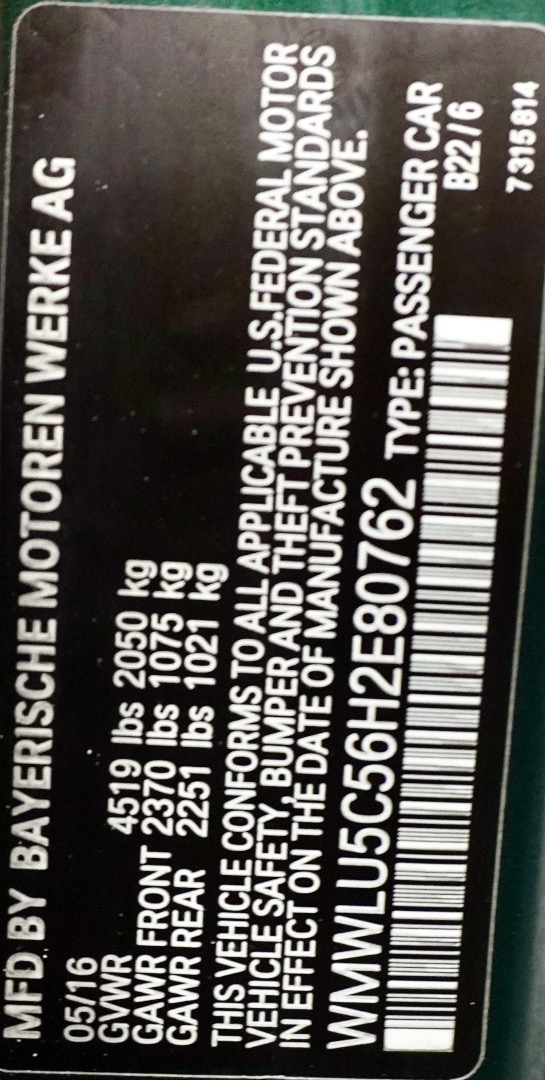 MFD BY BAYERISCHE MOTOREN WERKE AG
05/16
GVWR 4519 lbs 2050 kg
GAWR FRONT 2370 lbs 1075 kg
GAWR REAR 2251 lbs 1021 kg
THIS VEHICLE CONFORMS TO ALL APPLICABLE U.S.FEDERAL MOTOR
VEHICLE SAFETY, BUMPER AND THEFT PREVENTION STANDARDS
IN EFFECT ON THE DATE OF MANUFACTURE SHOWN ABOVE.
WMWLU5C56H2E80762 TYPE: PASSENGER CAR
B22/6
7 315 814